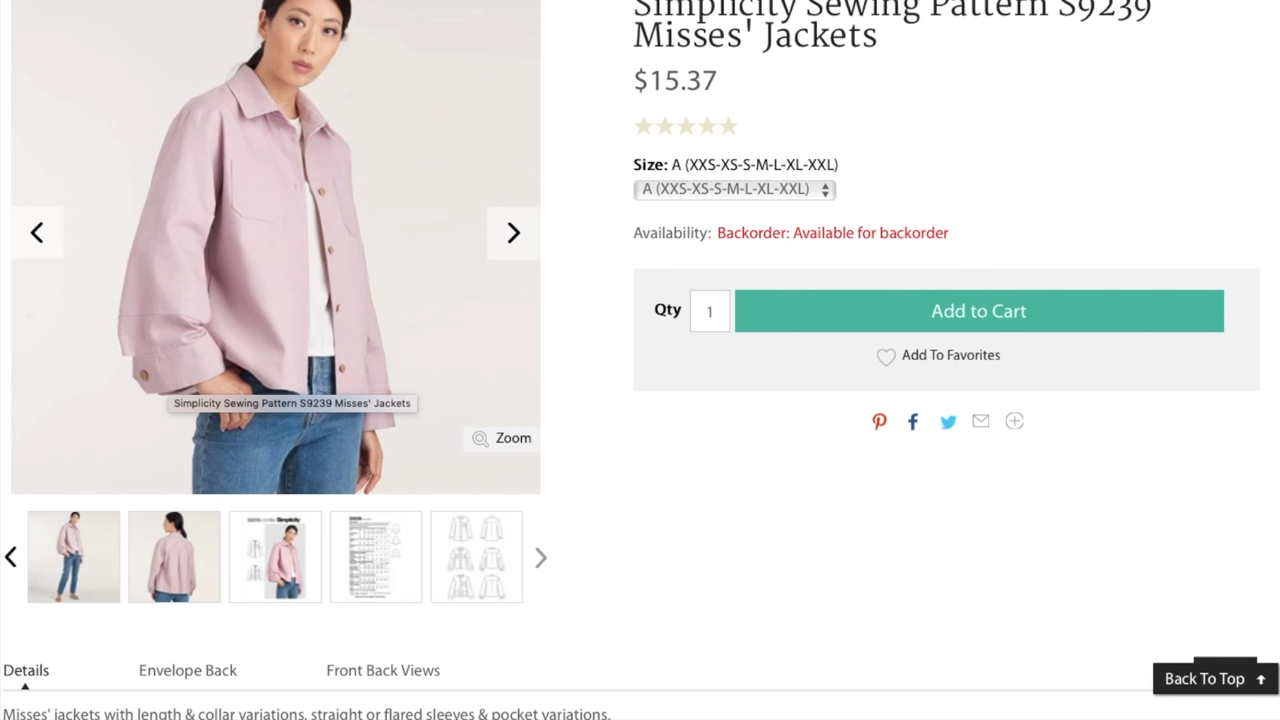 Simplicity Sewing Pattern S9239
Misses' Jackets
$15.37
Size: A (XXS-XS-S-M-L-XL-XXL)
A (XXS-XS-S-M-L-XL-XXL)
Availability: Backorder: Available for backorder
Qty 1 Add to Cart
Add To Favorites
Simplicity Sewing Pattern S9239 Misses' Jackets
Zoom
Simplicity
Details Envelope Back Front Back Views
Back To Top
Misses' jackets with length & collar variations, straight or flared sleeves & pocket variations.